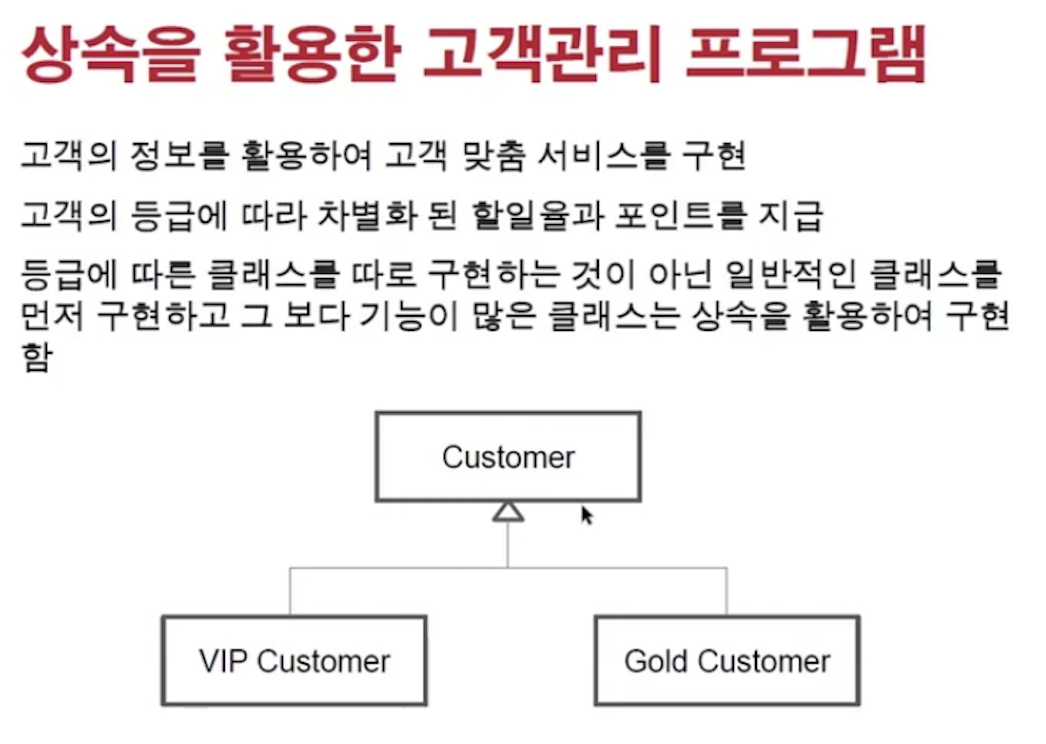 상속을 활용한 고객관리 프로그램
고객의 정보를 활용하여 고객 맞춤 서비스를 구현
고객의 등급에 따라 차별화 된 할일율과 포인트를 지급
등급에 따른 클래스를 따로 구현하는 것이 아닌 일반적인 클래스를
먼저 구현하고 그 보다 기능이 많은 클래스는 상속을 활용하여 구현
함
Customer
VIP Customer
Gold Customer